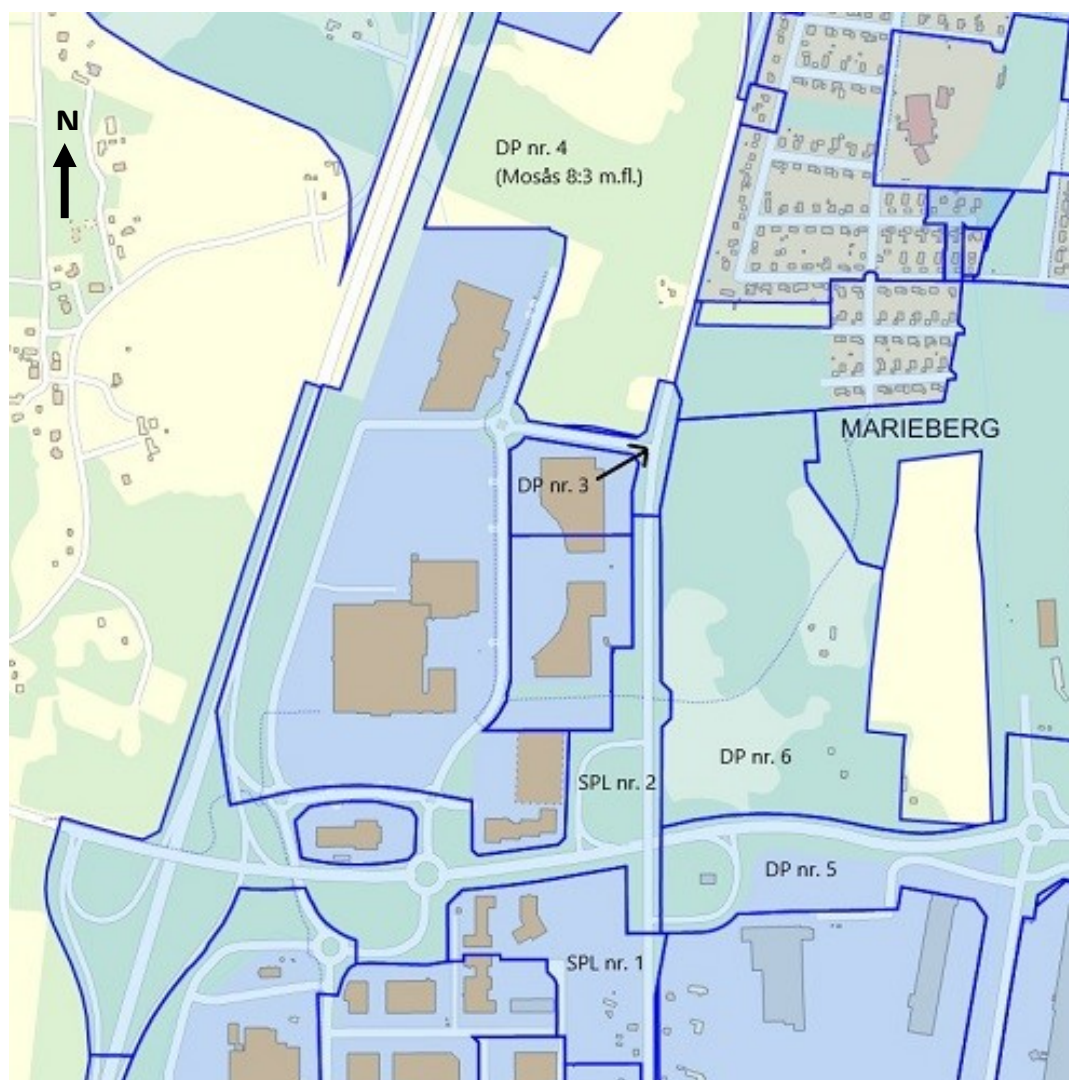 N
DP nr. 4
(Mosås 8:3 m.fl.)
MARIEBERG
DP nr. 3
DP nr. 6
SPL nr. 2
DP nr. 5
SPL nr. 1